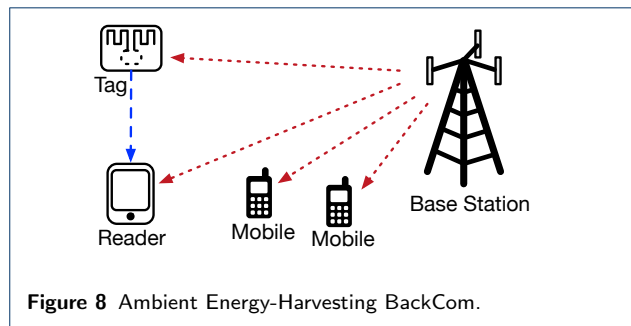 Tag
Base Station
Reader
Mobile
Mobile
Figure 8 Ambient Energy-Harvesting BackCom.